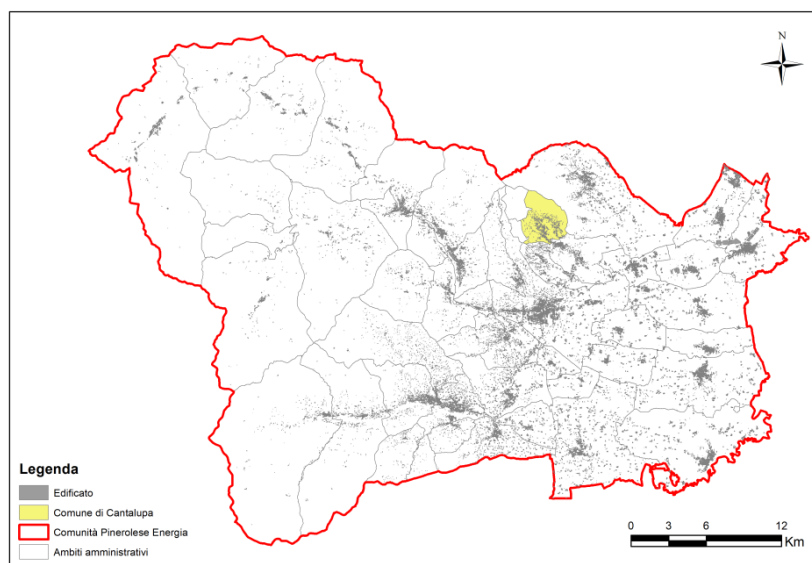 N
Legenda
Edificato
Comune di Cantalupa
Comunità Pinerolese Energia
Ambiti amministrativi
0 3 6 12
Km